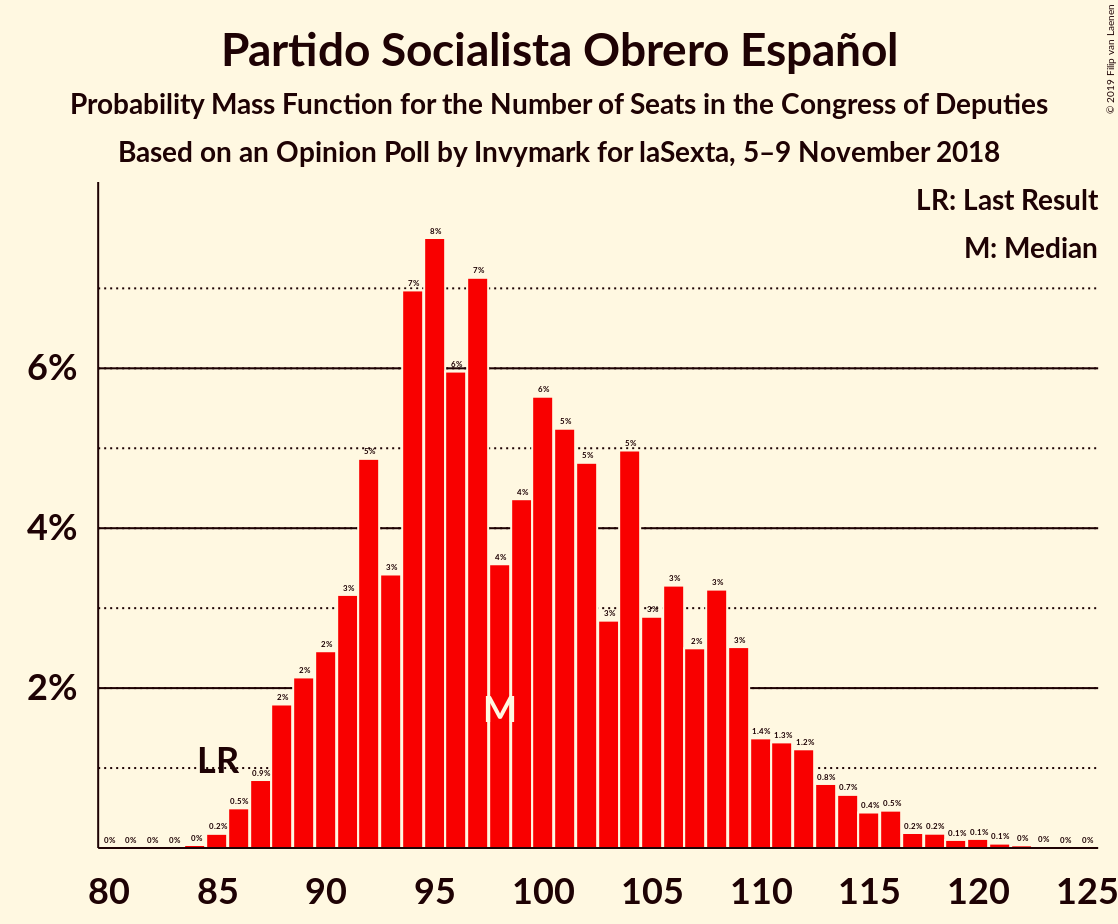 Partido Socialista Obrero Español
Probability Mass Function for the Number of Seats in the Congress of Deputies
Based on an Opinion Poll by Invymark for laSexta, 5–9 November 2018
© 2019 Filip van Laenen
LR: Last Result
M: Median
6%
4%
2%
0% 0% 0% 0% 0% 0.2% 0.5% 0.9% 2% 2% 2% 3% 5% 3% 7% 8% 6% 7% 4% 4% 6% 5% 5% 3% 5% 3% 3% 2% 3% 3% 1.4% 1.3% 1.2% 0.8% 0.7% 0.4% 0.5% 0.2% 0.2% 0.1% 0.1% 0.1% 0% 0% 0% 0%
LR
M
80 85 90 95 100 105 110 115 120 125